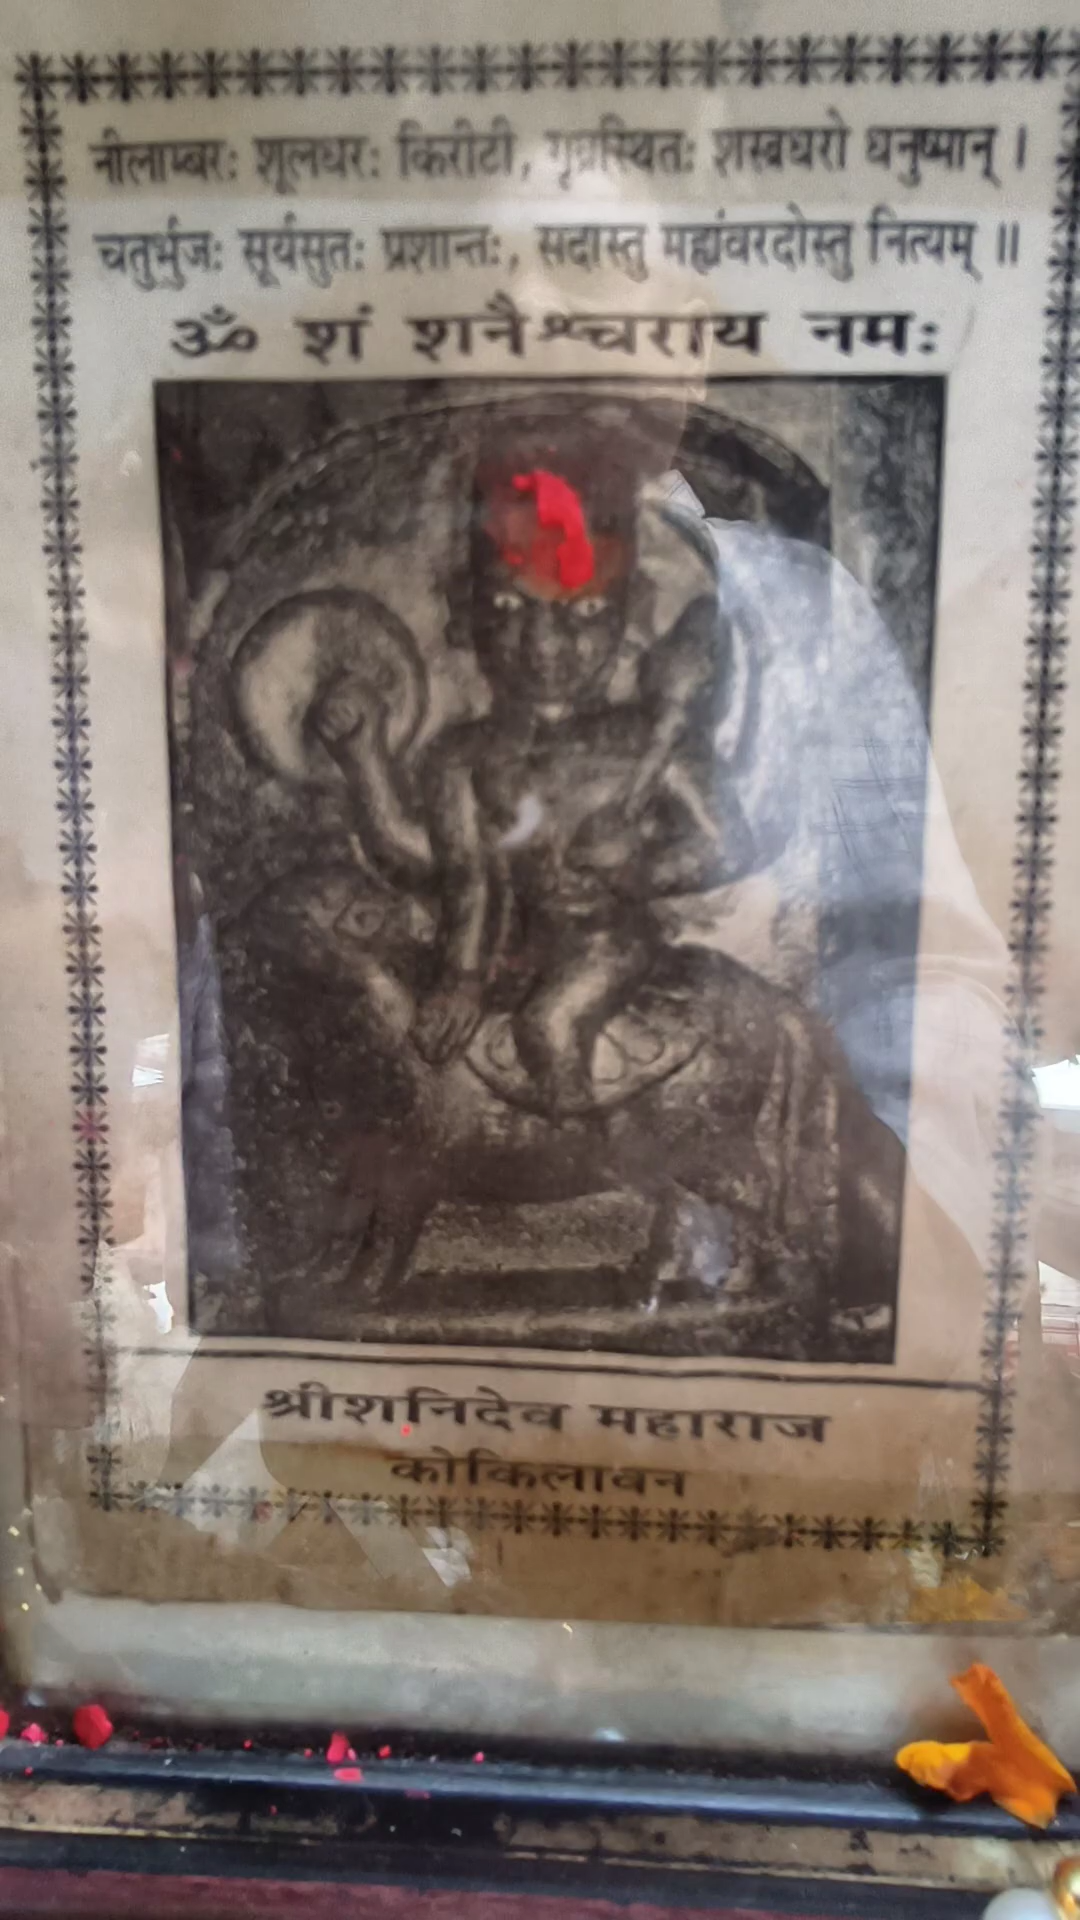 नीलाम्बरः शूलधरः किरीटी, गृध्रस्थितः शस्त्रधरो धनुष्मान् ।
चतुर्भुजः सूर्यसुतः प्रशान्तः, सदास्तु मह्यंवरदोस्तु नित्यम् ॥
ॐ शं शनैश्चराय नमः
श्रीशनिदेव महाराज
कोकिलावन